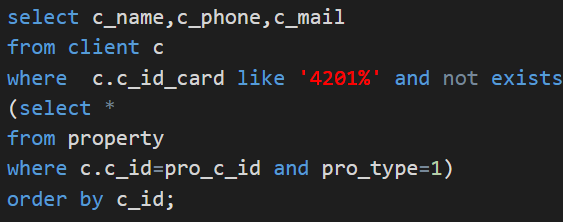 select c_name,c_phone,c_mail
from client c
where  c.c_id_card like '4201%' and not exists
(select *
from property
where c.c_id=pro_c_id and pro_type=1)
order by c_id;